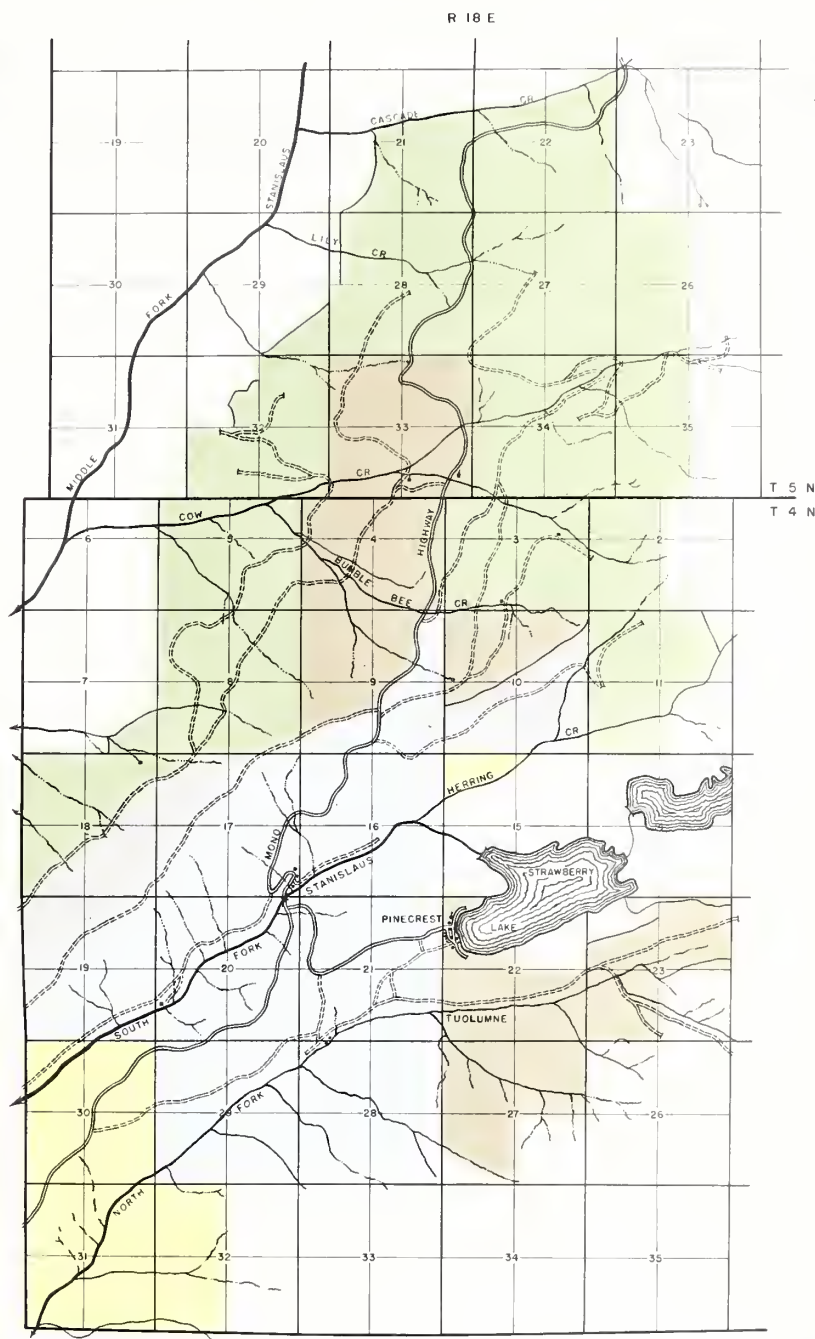 R 18 E
CASCADE CR
19 20 21 22 23
STANISLAUS
LILY CR
30 29 28 27 26
FORK
31 33 34 35
MIDDLE
T 5 N
T 4 N
COW CR
6 5 4 3 2
HIGHWAY
BUMBLE BEE CR
7 8 9 10 11
HERRING CR
18 17 16 15
MONO
STANISLAUS
STRAWBERRY LAKE
PINECREST
19 20 21 22 23
SOUTH FORK
TUOLUMNE
30 29 28 27 26
NORTH FORK
31 32 33 34 35